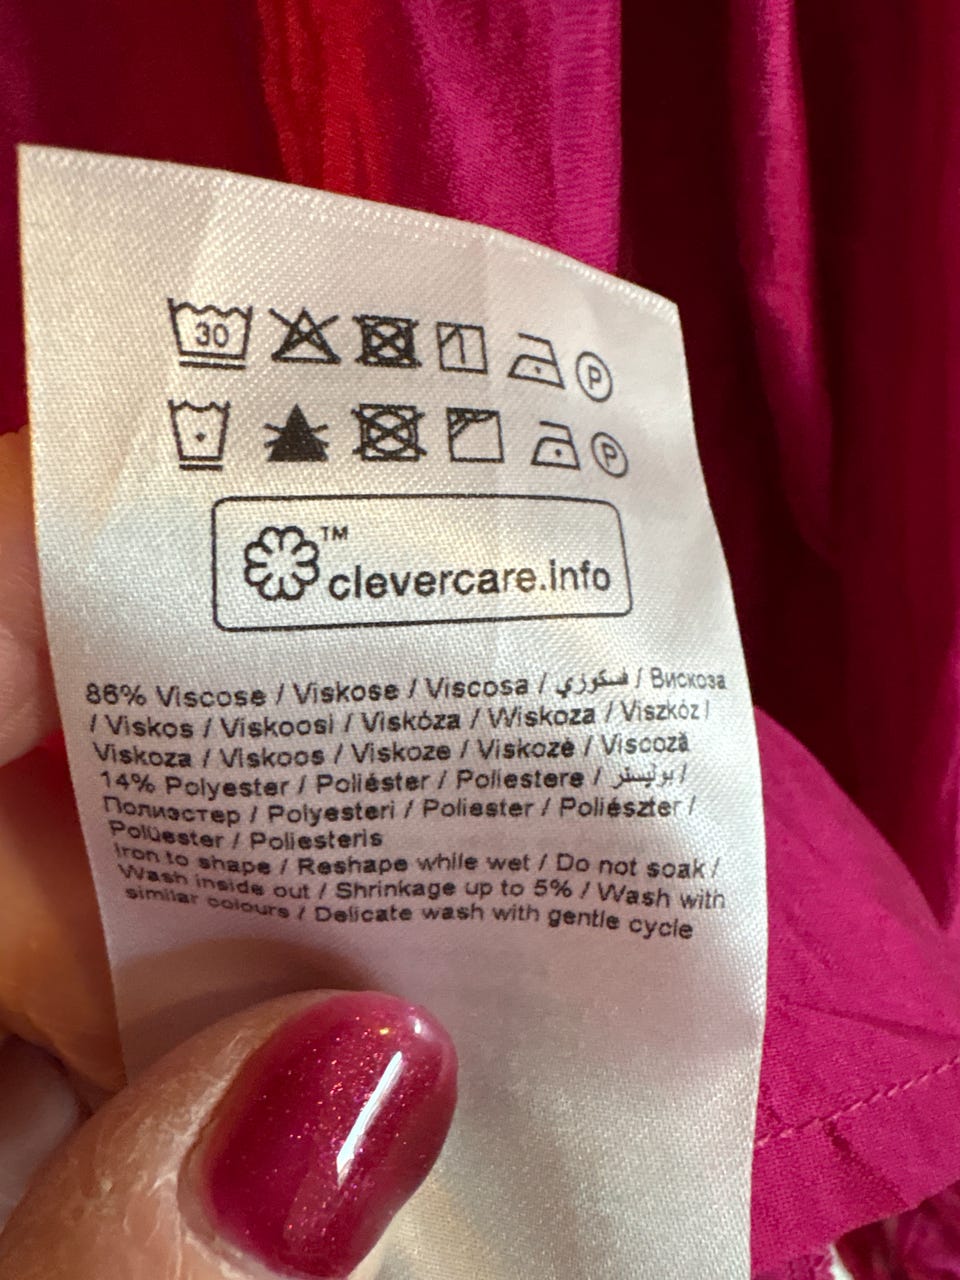 30 P
P
™
clevercare.info
86% Viscose / Viskose / Viscosa / فسكوزي / Вискоза
/ Viskos / Viskoosi / Viskóza / Wiskoza / Viszkóz /
Viskoza / Viskoos / Viskoze / Viskozė / Viscoză
14% Polyester / Poliéster / Poliestere / بوليستر /
Полиэстер / Polyesteri / Poliester / Poliészter /
Polüester / Poliesteris
Iron to shape / Reshape while wet / Do not soak /
Wash inside out / Shrinkage up to 5% / Wash with
similar colours / Delicate wash with gentle cycle